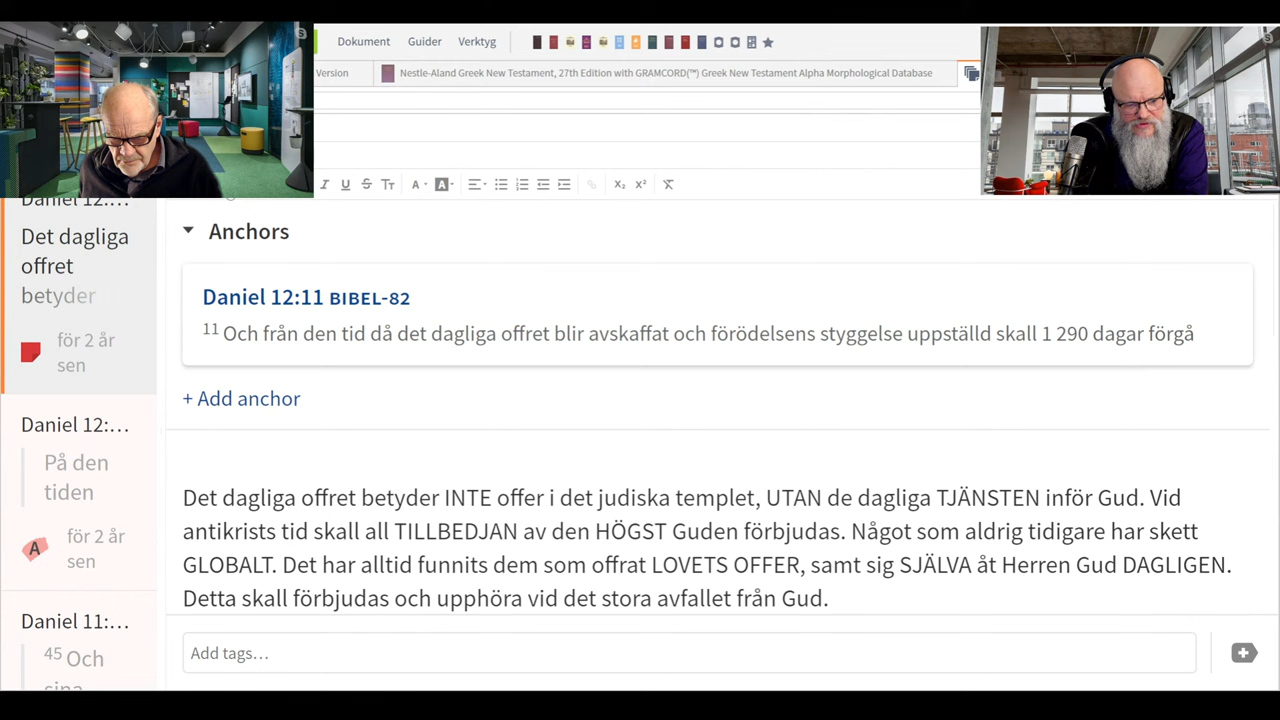 Dokument Guider Verktyg
Version Nestle-Aland Greek New Testament, 27th Edition with GRAMCORD(™) Greek New Testament Alpha Morphological Database
Daniel 12:…
Det dagliga
offret
betyder
för 2 år
sen
Daniel 12:…
På den
tiden
A
för 2 år
sen
Daniel 11:…
45 Och
sina
Anchors
Daniel 12:11 BIBEL-82
11 Och från den tid då det dagliga offret blir avskaffat och förödelsens styggelse uppställd skall 1 290 dagar förgå
+ Add anchor
Det dagliga offret betyder INTE offer i det judiska templet, UTAN de dagliga TJÄNSTEN inför Gud. Vid
antikrists tid skall all TILLBEDJAN av den HÖGST Guden förbjudas. Något som aldrig tidigare har skett
GLOBALT. Det har alltid funnits dem som offrat LOVETS OFFER, samt sig SJÄLVA åt Herren Gud DAGLIGEN.
Detta skall förbjudas och upphöra vid det stora avfallet från Gud.
Add tags…